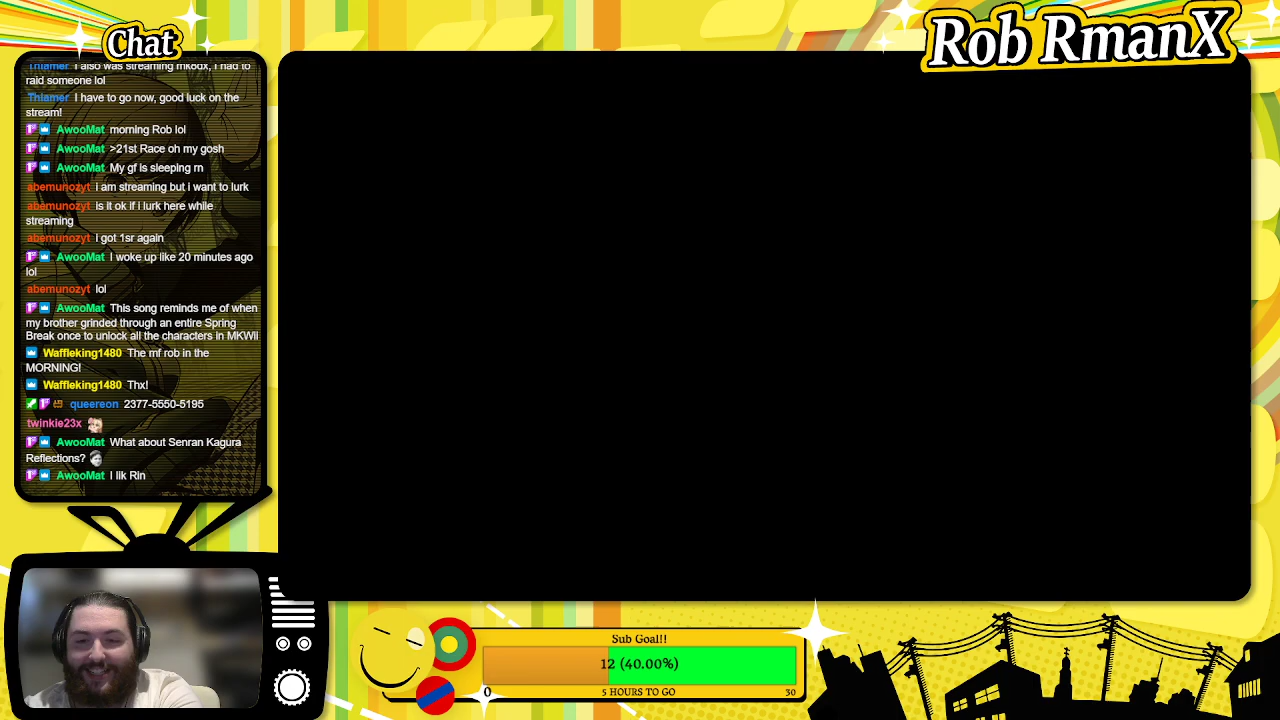 Chat
Rob RmanX
Thiamer I also was streaming mk8dx, I had to
raid someone lol
Thiamer I have to go now, good luck on the
stream!
AwooMat morning Rob lol
AwooMat >21st Race oh my gosh
AwooMat My gf is sleeping rn
abemunozyt i am streaming but i want to lurk
abemunozyt is it ok if i lurk here while
streaming
abemunozyt i got 1sr again
AwooMat I woke up like 20 minutes ago
lol
abemunozyt lol
AwooMat This song reminds me of when
my brother grinded through an entire Spring
Break once to unlock all the characters in MKWii
Waffleking1480 The mf rob in the
MORNING!
Waffleking1480 Thx!
queereon 2377-5550-5195
twinkie23x
AwooMat What about Senran Kagura
Reflections?
AwooMat I lik Rin
Sub Goal!!
12 (40.00%)
0 5 HOURS TO GO 30